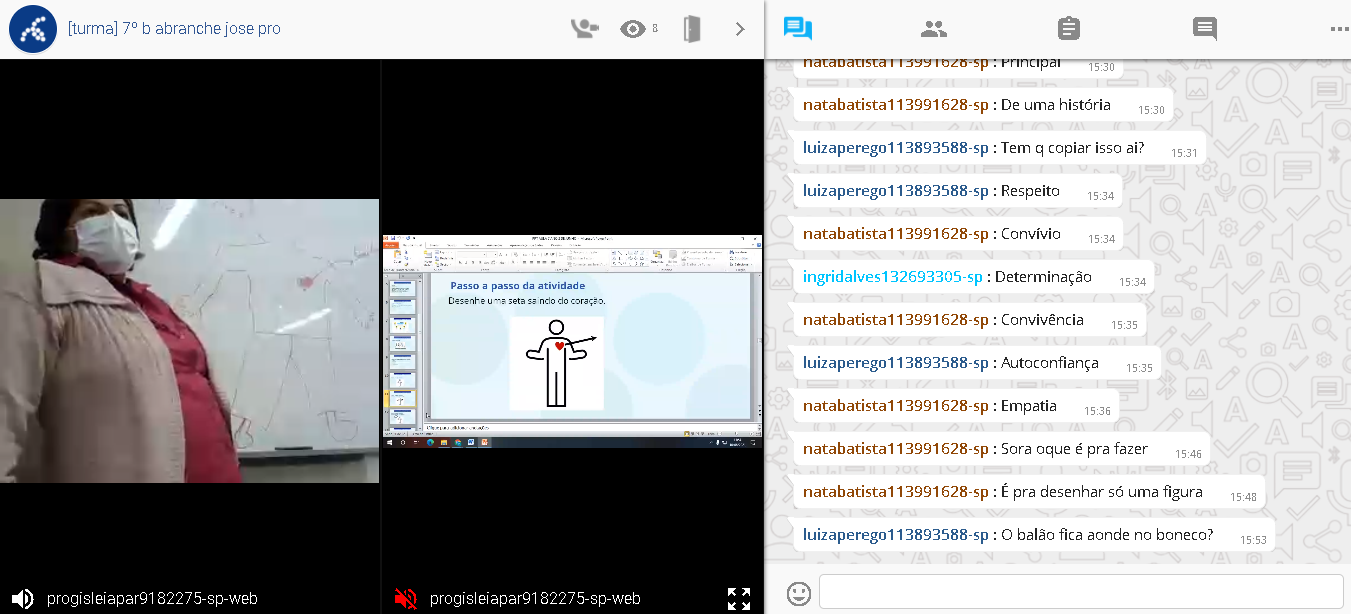 [turma] 7º b abranche jose pro
8
natabatista113991628-sp : Principal 15:30
natabatista113991628-sp : De uma história 15:30
luizaperego113893588-sp : Tem q copiar isso ai? 15:31
luizaperego113893588-sp : Respeito 15:34
natabatista113991628-sp : Convívio 15:34
ingridalves132693305-sp : Determinação 15:34
natabatista113991628-sp : Convivência 15:35
luizaperego113893588-sp : Autoconfiança 15:35
natabatista113991628-sp : Empatia 15:36
natabatista113991628-sp : Sora oque é pra fazer 15:46
natabatista113991628-sp : É pra desenhar só uma figura 15:48
luizaperego113893588-sp : O balão fica aonde no boneco? 15:53
Passo a passo da atividade
Desenhe uma seta saindo do coração.
Clique para adicionar anotações
progisleiapar9182275-sp-web
progisleiapar9182275-sp-web